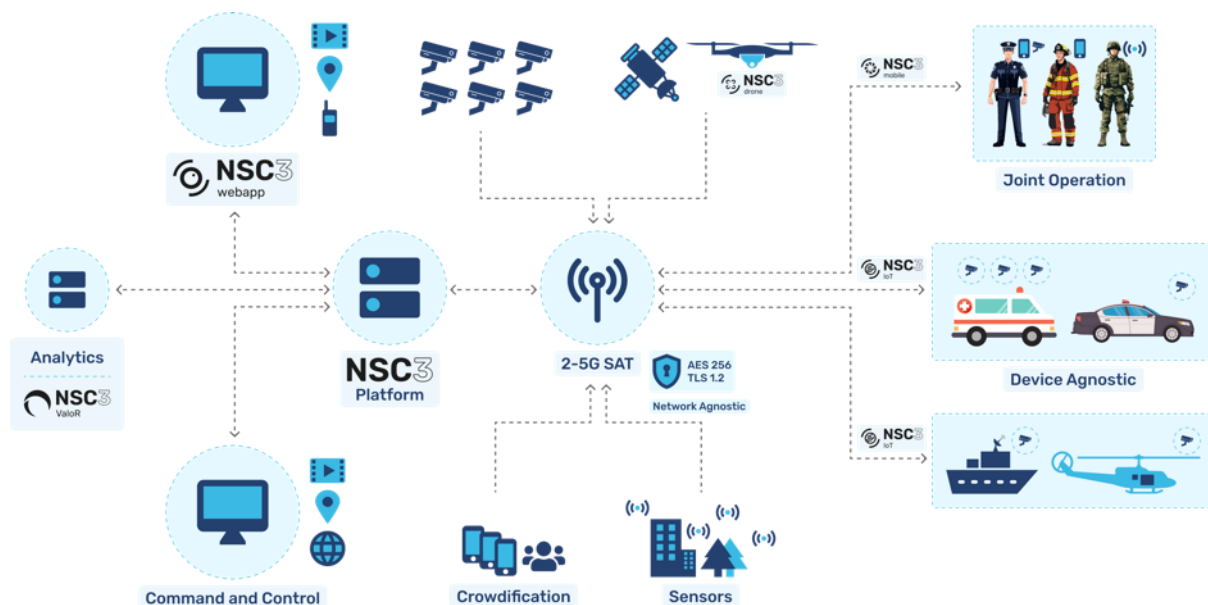 NSC3
webapp
NSC3
drone
NSC3
mobile
Joint Operation
NSC3
IoT
Analytics
NSC3
ValoR
NSC3
Platform
2-5G SAT
AES 256
TLS 1.2
Network Agnostic
Device Agnostic
NSC3
IoT
Command and Control
Crowdification
Sensors